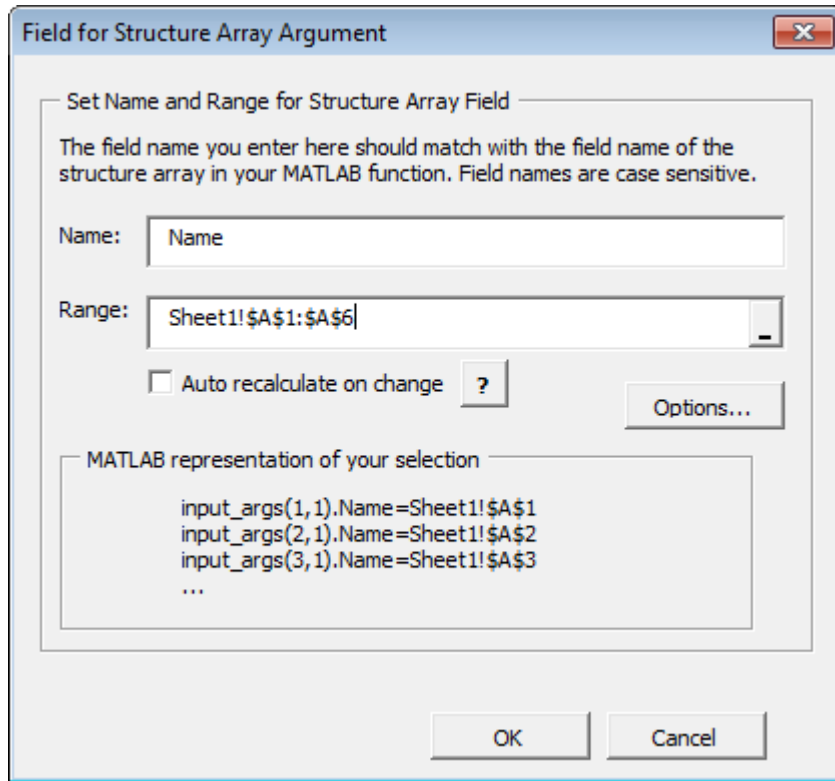 Field for Structure Array Argument
Set Name and Range for Structure Array Field
The field name you enter here should match with the field name of the
structure array in your MATLAB function. Field names are case sensitive.
Name: Name
Range: Sheet1!$A$1:$A$6
Auto recalculate on change ?
Options...
MATLAB representation of your selection
input_args(1,1).Name=Sheet1!$A$1
input_args(2,1).Name=Sheet1!$A$2
input_args(3,1).Name=Sheet1!$A$3
...
OK Cancel